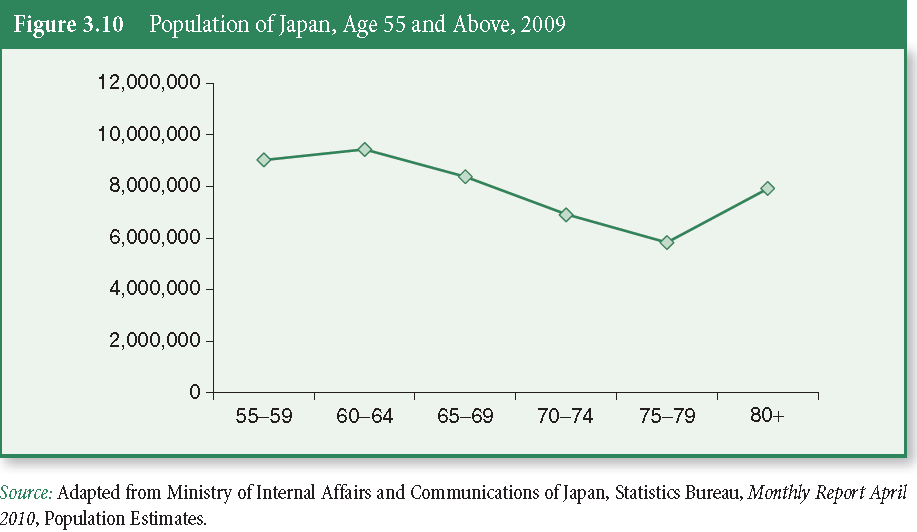 Figure 3.10 Population of Japan, Age 55 and Above, 2009
12,000,000
10,000,000
8,000,000
6,000,000
4,000,000
2,000,000
0
55–59 60–64 65–69 70–74 75–79 80+
Source: Adapted from Ministry of Internal Affairs and Communications of Japan, Statistics Bureau, Monthly Report April
2010, Population Estimates.